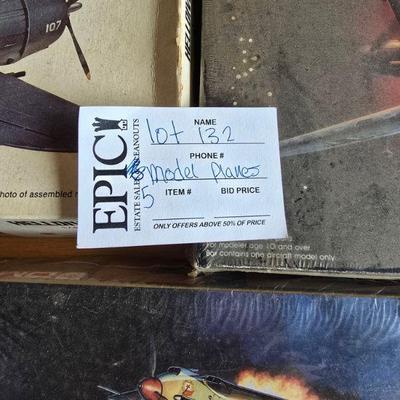 107
hoto of assembled
EPIC
ESTATE SALES
NAME
lot 132
PHONE #
model planes
5
ITEM # BID PRICE
ONLY OFFERS ABOVE 50% OF PRICE
For modeler age 10 and over
Box contains one aircraft model only